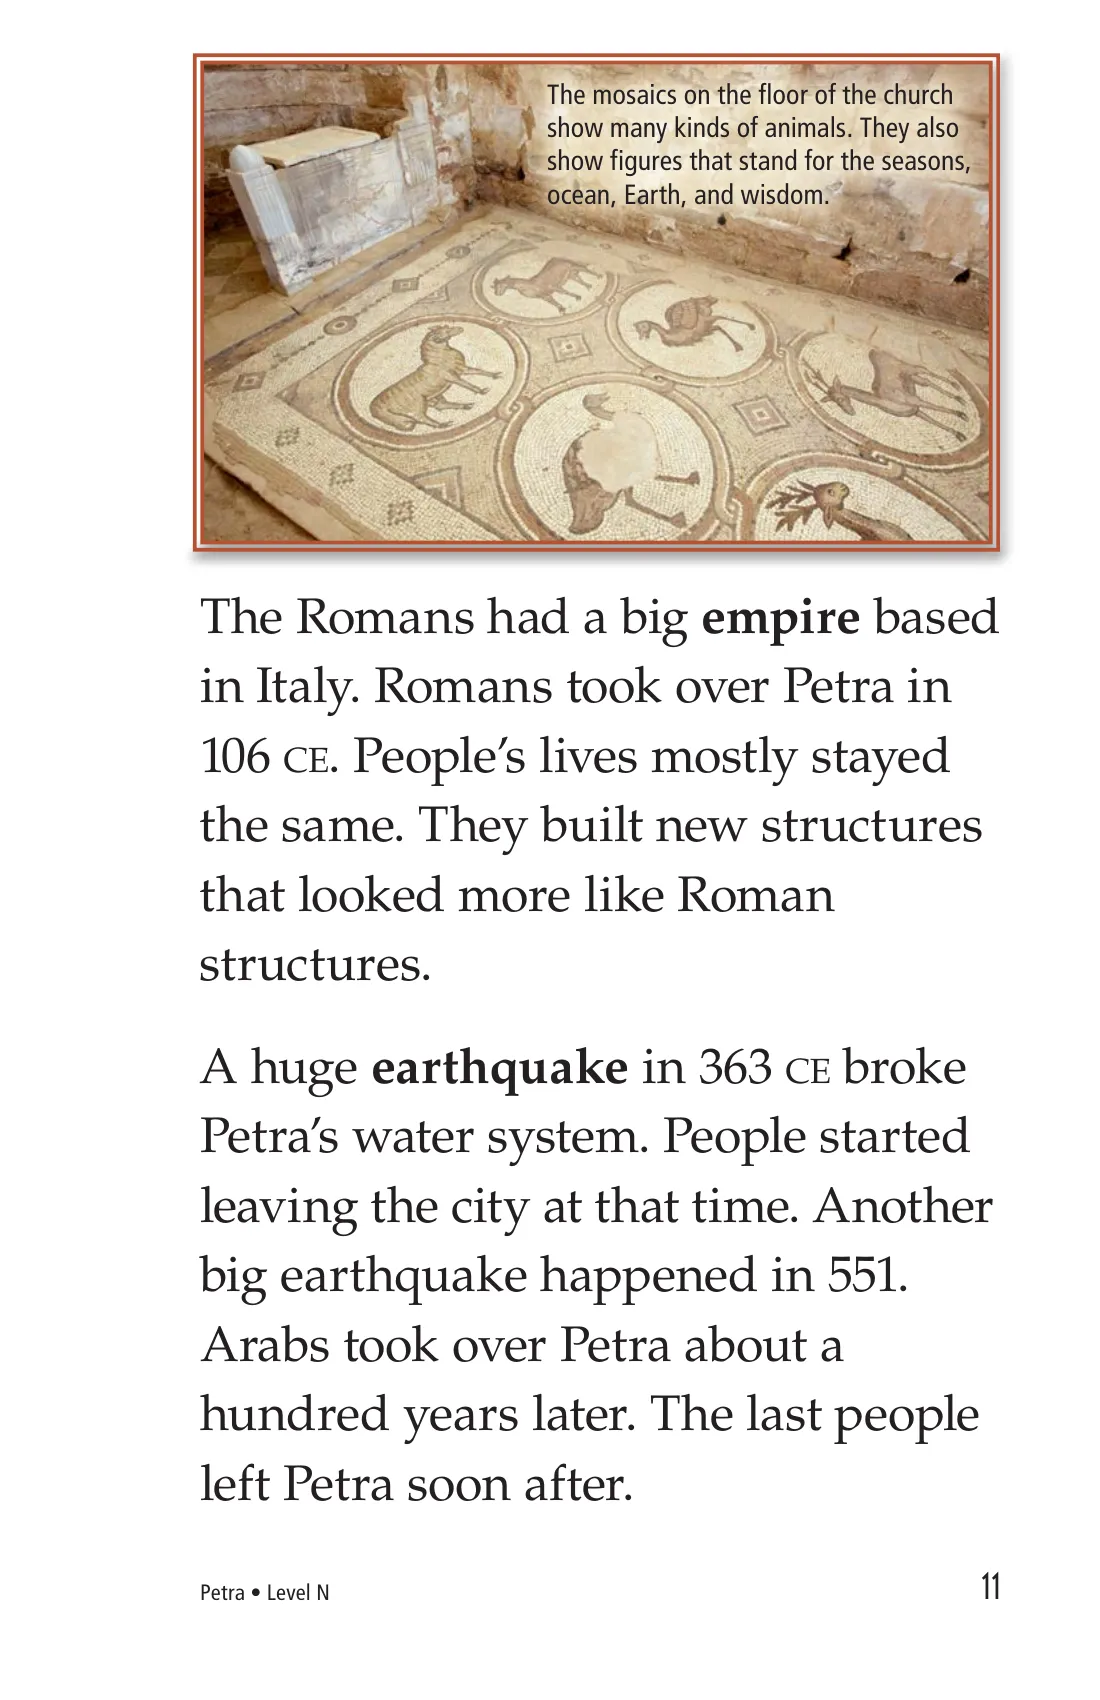 The mosaics on the floor of the church
show many kinds of animals. They also
show figures that stand for the seasons,
ocean, Earth, and wisdom.
The Romans had a big empire based
in Italy. Romans took over Petra in
106 CE. People’s lives mostly stayed
the same. They built new structures
that looked more like Roman
structures.
A huge earthquake in 363 CE broke
Petra’s water system. People started
leaving the city at that time. Another
big earthquake happened in 551.
Arabs took over Petra about a
hundred years later. The last people
left Petra soon after.
Petra • Level N
11